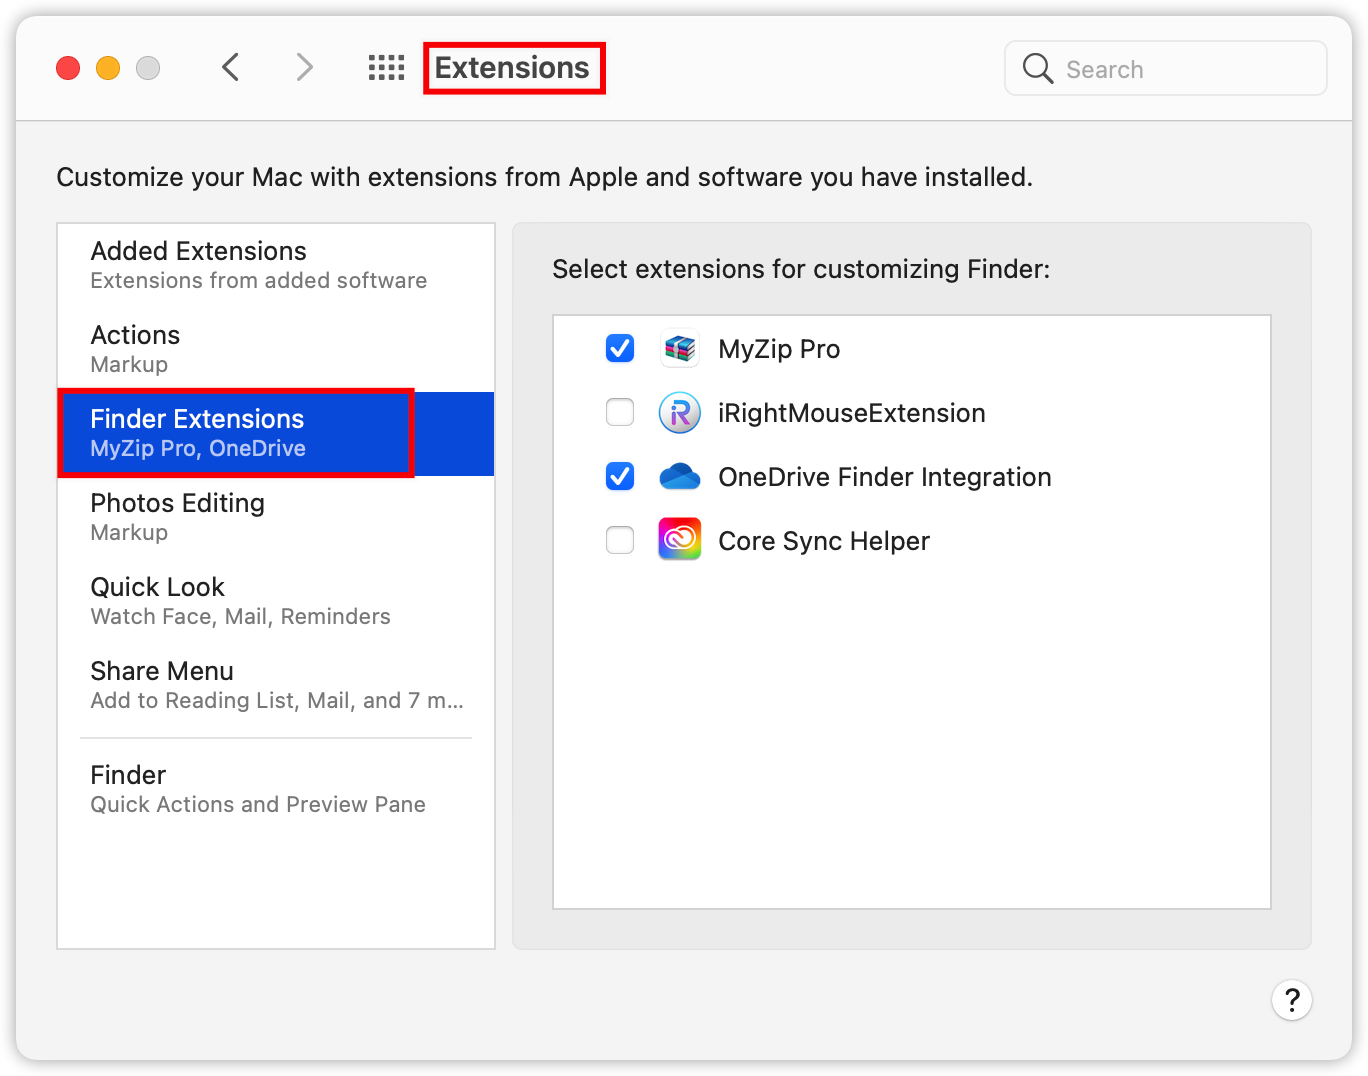 Extensions
Search
Customize your Mac with extensions from Apple and software you have installed.
Added Extensions
Extensions from added software
Actions
Markup
Finder Extensions
MyZip Pro, OneDrive
Photos Editing
Markup
Quick Look
Watch Face, Mail, Reminders
Share Menu
Add to Reading List, Mail, and 7 m...
Finder
Quick Actions and Preview Pane
Select extensions for customizing Finder:
MyZip Pro
iRightMouseExtension
OneDrive Finder Integration
Core Sync Helper
?